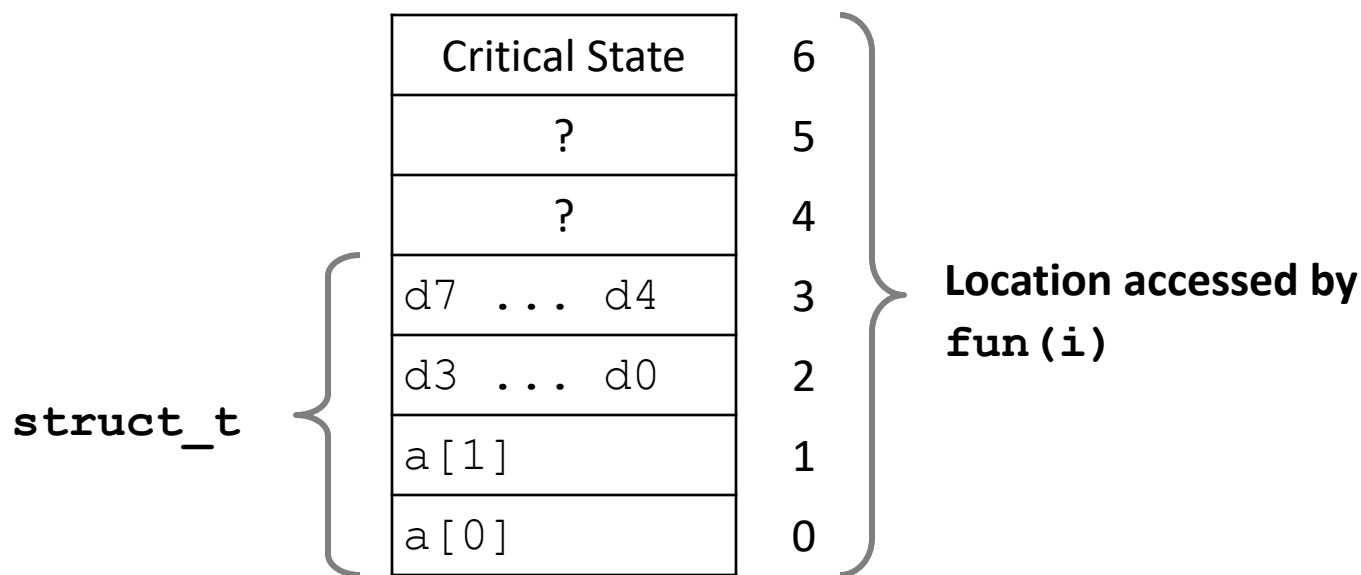 Critical State 6
? 5
? 4
d7 ... d4 3
d3 ... d0 2
a[1] 1
a[0] 0
struct_t
Location accessed by
fun(i)